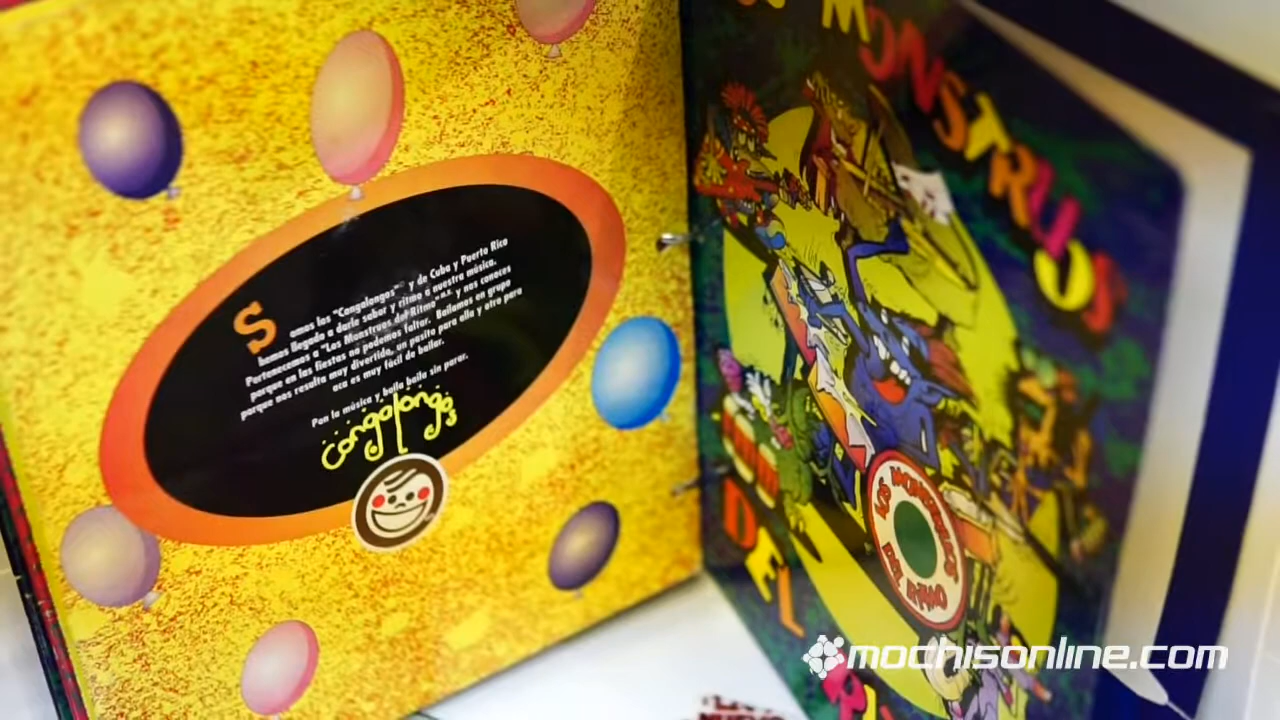 Somos los "Congalongos" y de Cuba y Puerto Rico
hemos llegado a darle sabor y ritmo a nuestra música.
Pertenecemos a "Los Monstruos del Ritmo" M.R. y nos conoces
porque en las fiestas no podemos faltar. Bailamos en grupo
porque nos resulta muy divertido, un pasito para alla y otro para
aca es muy fácil de bailar.
Pon la música y baila baila sin parar.
Congalongos
MONSTRUOS
DEL
LOS MONSTRUOS
DEL RITMO
mochisonline.com